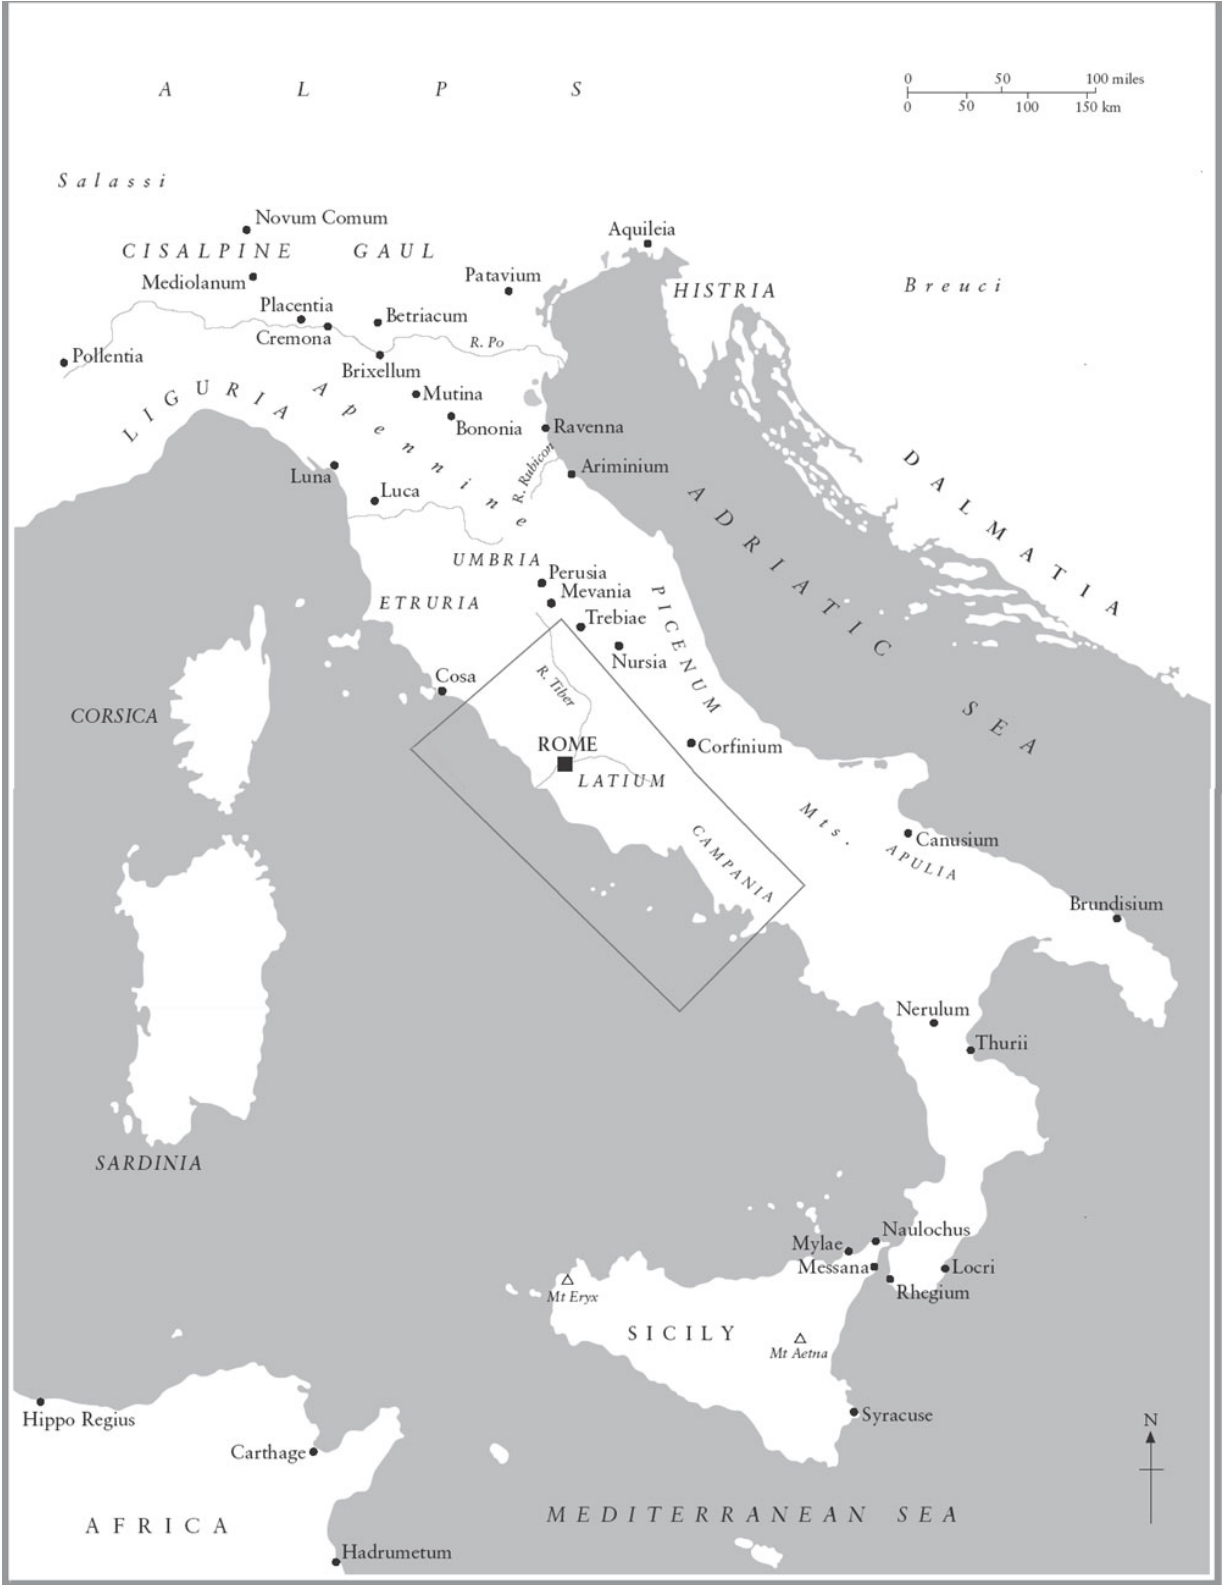 A L P S
0 50 100 miles
0 50 100 150 km
Salassi
Novum Comum
Aquileia
CISALPINE GAUL
Mediolanum
Patavium
HISTRIA
Breuci
Placentia
Betriacum
Cremona
R. Po
Pollentia
Brixellum
LIGURIA
Apennine
Mutina
Bononia
Ravenna
R. Rubicon
Ariminium
Luna
Luca
DALMATIA
ADRIATIC SEA
UMBRIA
Perusia
Mevania
ETRURIA
Trebiae
PICENUM
Nursia
Cosa
R. Tiber
CORSICA
ROME
Corfinium
LATIUM
Mts.
CAMPANIA
Canusium
APULIA
Brundisium
Nerulum
Thurii
SARDINIA
Naulochus
Mylae
Messana
Locri
Rhegium
Mt Eryx
SICILY
Mt Aetna
Hippo Regius
Syracuse
N
Carthage
MEDITERRANEAN SEA
AFRICA
Hadrumetum